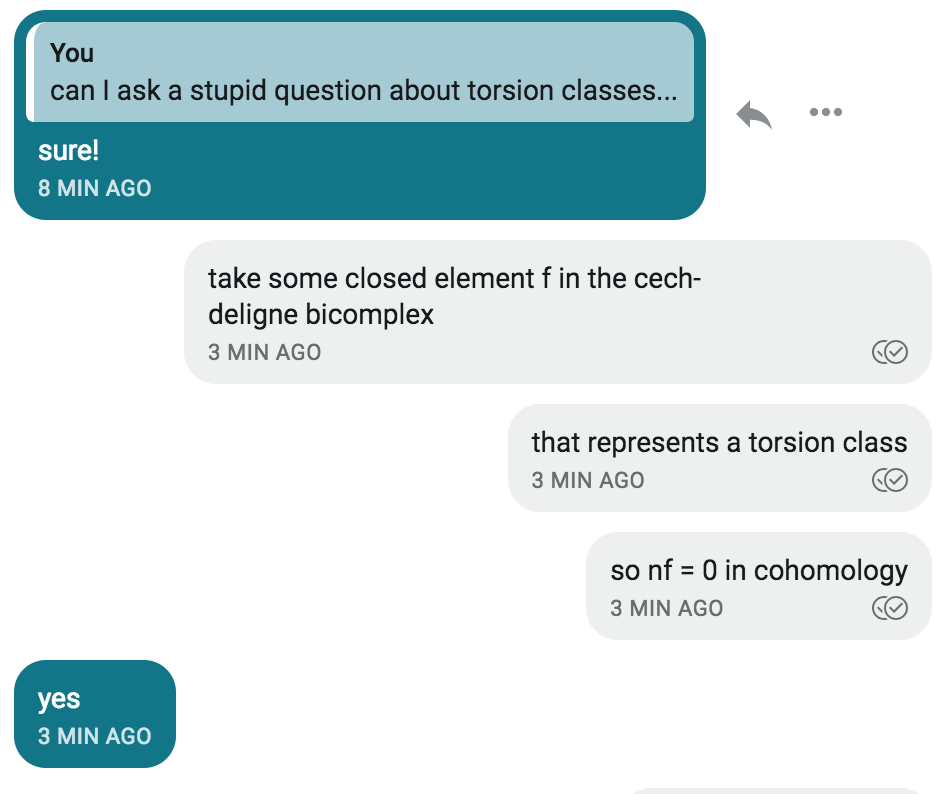 You
can I ask a stupid question about torsion classes...
sure!
8 MIN AGO
take some closed element f in the cech-
deligne bicomplex
3 MIN AGO
that represents a torsion class
3 MIN AGO
so nf = 0 in cohomology
3 MIN AGO
yes
3 MIN AGO